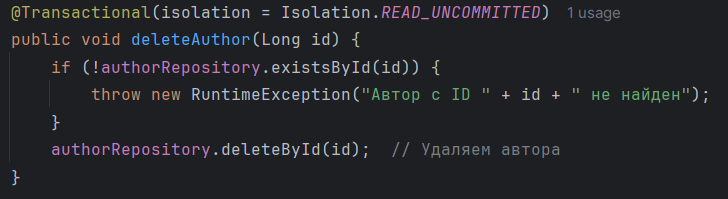 @Transactional(isolation = Isolation.READ_UNCOMMITTED) 1 usage
public void deleteAuthor(Long id) {
    if (!authorRepository.existsById(id)) {
        throw new RuntimeException("Автор с ID " + id + " не найден");
    }
    authorRepository.deleteById(id);  // Удаляем автора
}